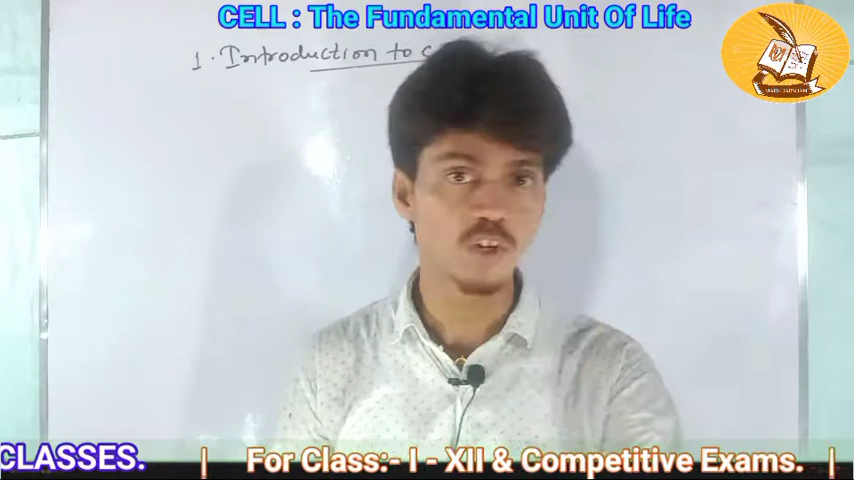 CELL : The Fundamental Unit Of Life
1. Introduction to c
CLASSES. | For Class:- I - XII & Competitive Exams. |